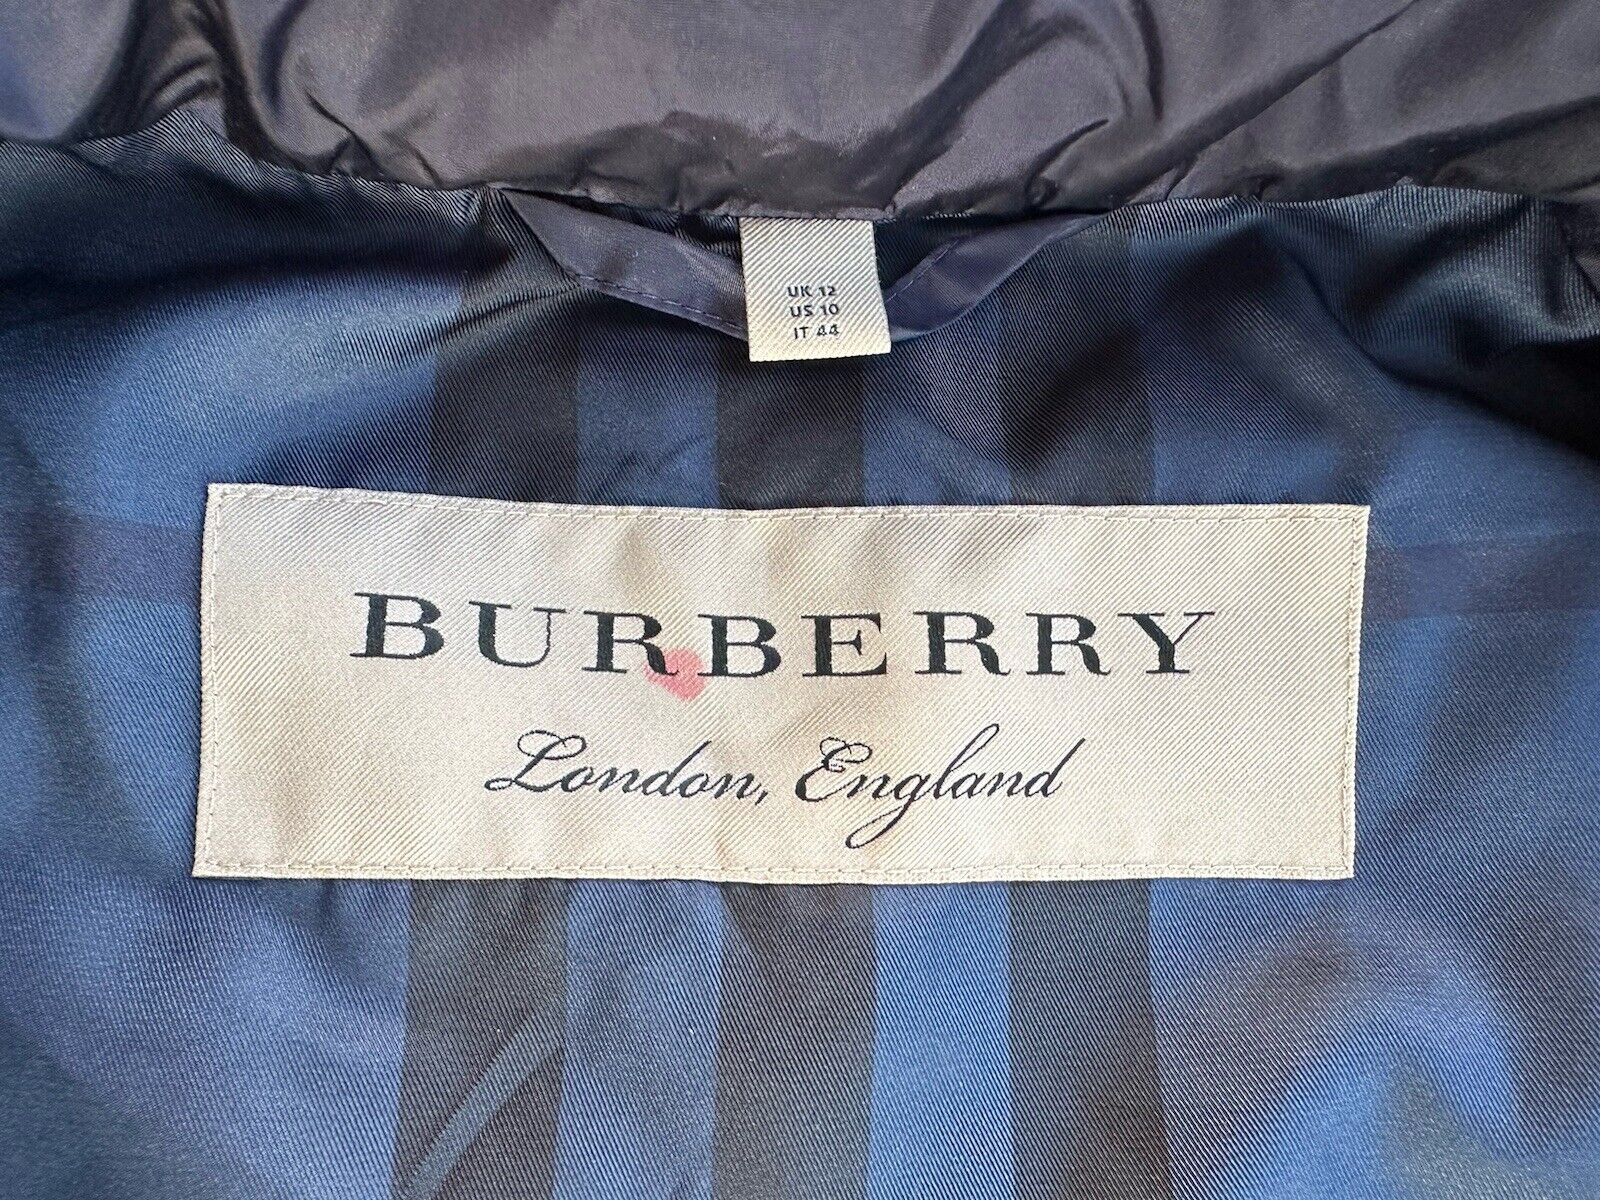 UK 12
US 10
IT 44
BURBERRY
London, England